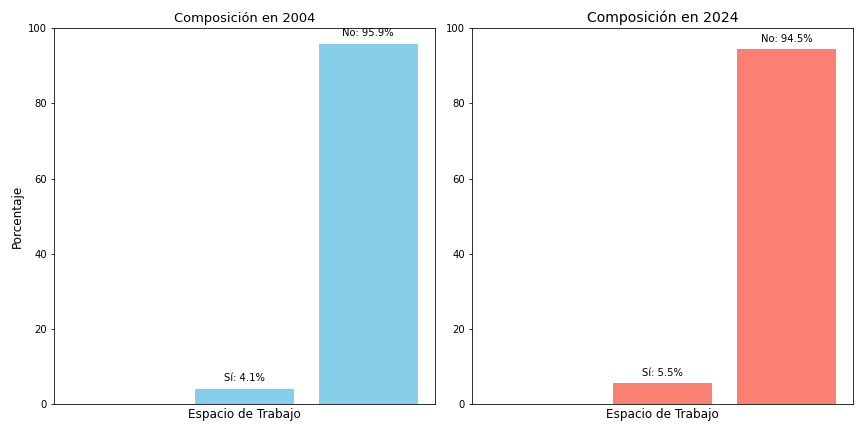 Composición en 2004
No: 95.9%
Sí: 4.1%
100
80
60
40
20
0
Porcentaje
Espacio de Trabajo
Composición en 2024
No: 94.5%
Sí: 5.5%
100
80
60
40
20
0
Espacio de Trabajo